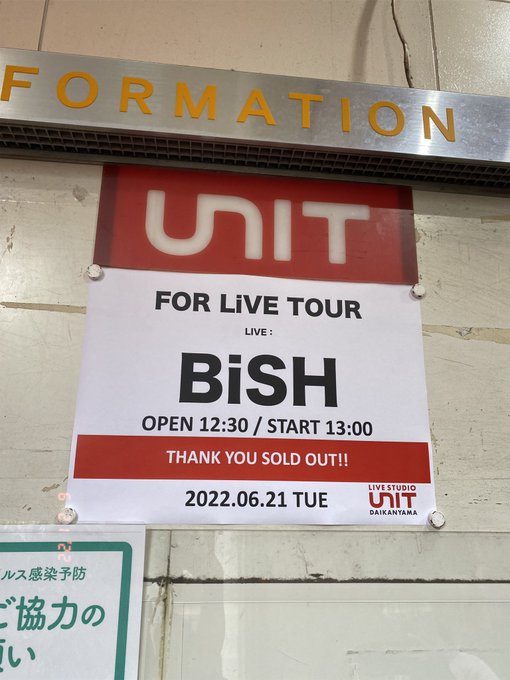 FORMATION
UNIT
FOR LiVE TOUR
LIVE :
BiSH
OPEN 12:30 / START 13:00
THANK YOU SOLD OUT!!
2022.06.21 TUE
LIVE STUDIO
UNIT
DAIKANYAMA
ルス感染予防
ご協力の
願い